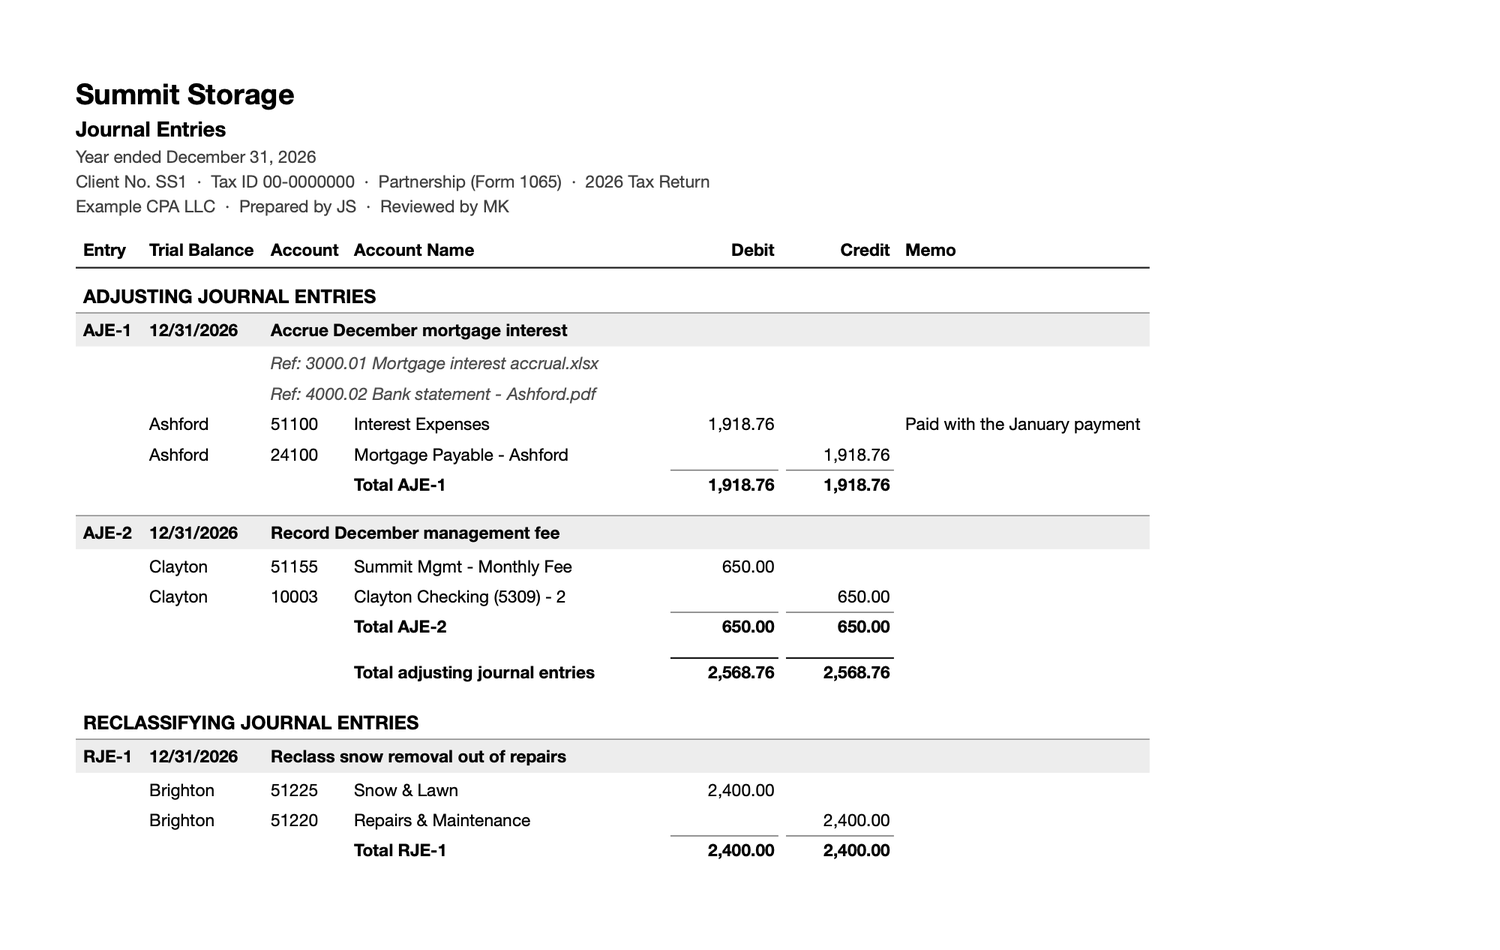 Summit Storage
Journal Entries
Year ended December 31, 2026
Client No. SS1 · Tax ID 00-0000000 · Partnership (Form 1065) · 2026 Tax Return
Example CPA LLC · Prepared by JS · Reviewed by MK
Entry Trial Balance Account Account Name Debit Credit Memo
ADJUSTING JOURNAL ENTRIES
AJE-1 12/31/2026 Accrue December mortgage interest
Ref: 3000.01 Mortgage interest accrual.xlsx
Ref: 4000.02 Bank statement - Ashford.pdf
Ashford 51100 Interest Expenses 1,918.76 Paid with the January payment
Ashford 24100 Mortgage Payable - Ashford 1,918.76
Total AJE-1 1,918.76 1,918.76
AJE-2 12/31/2026 Record December management fee
Clayton 51155 Summit Mgmt - Monthly Fee 650.00
Clayton 10003 Clayton Checking (5309) - 2 650.00
Total AJE-2 650.00 650.00
Total adjusting journal entries 2,568.76 2,568.76
RECLASSIFYING JOURNAL ENTRIES
RJE-1 12/31/2026 Reclass snow removal out of repairs
Brighton 51225 Snow & Lawn 2,400.00
Brighton 51220 Repairs & Maintenance 2,400.00
Total RJE-1 2,400.00 2,400.00